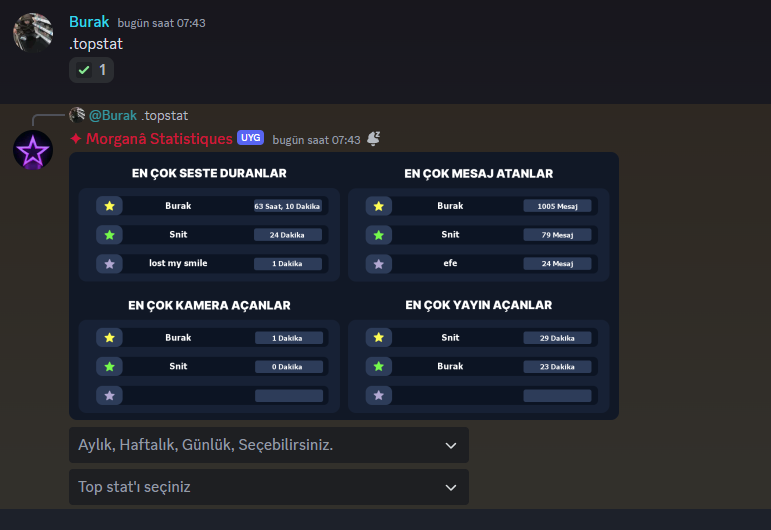 Burak bugün saat 07:43
.topstat
1
@Burak .topstat
✦ Morganâ Statistiques UYG bugün saat 07:43
EN ÇOK SESTE DURANLAR
Burak 63 Saat, 10 Dakika
Snit 24 Dakika
lost my smile 1 Dakika
EN ÇOK MESAJ ATANLAR
Burak 1005 Mesaj
Snit 79 Mesaj
efe 24 Mesaj
EN ÇOK KAMERA AÇANLAR
Burak 1 Dakika
Snit 0 Dakika
EN ÇOK YAYIN AÇANLAR
Snit 29 Dakika
Burak 23 Dakika
Aylık, Haftalık, Günlük, Seçebilirsiniz.
Top stat'ı seçiniz